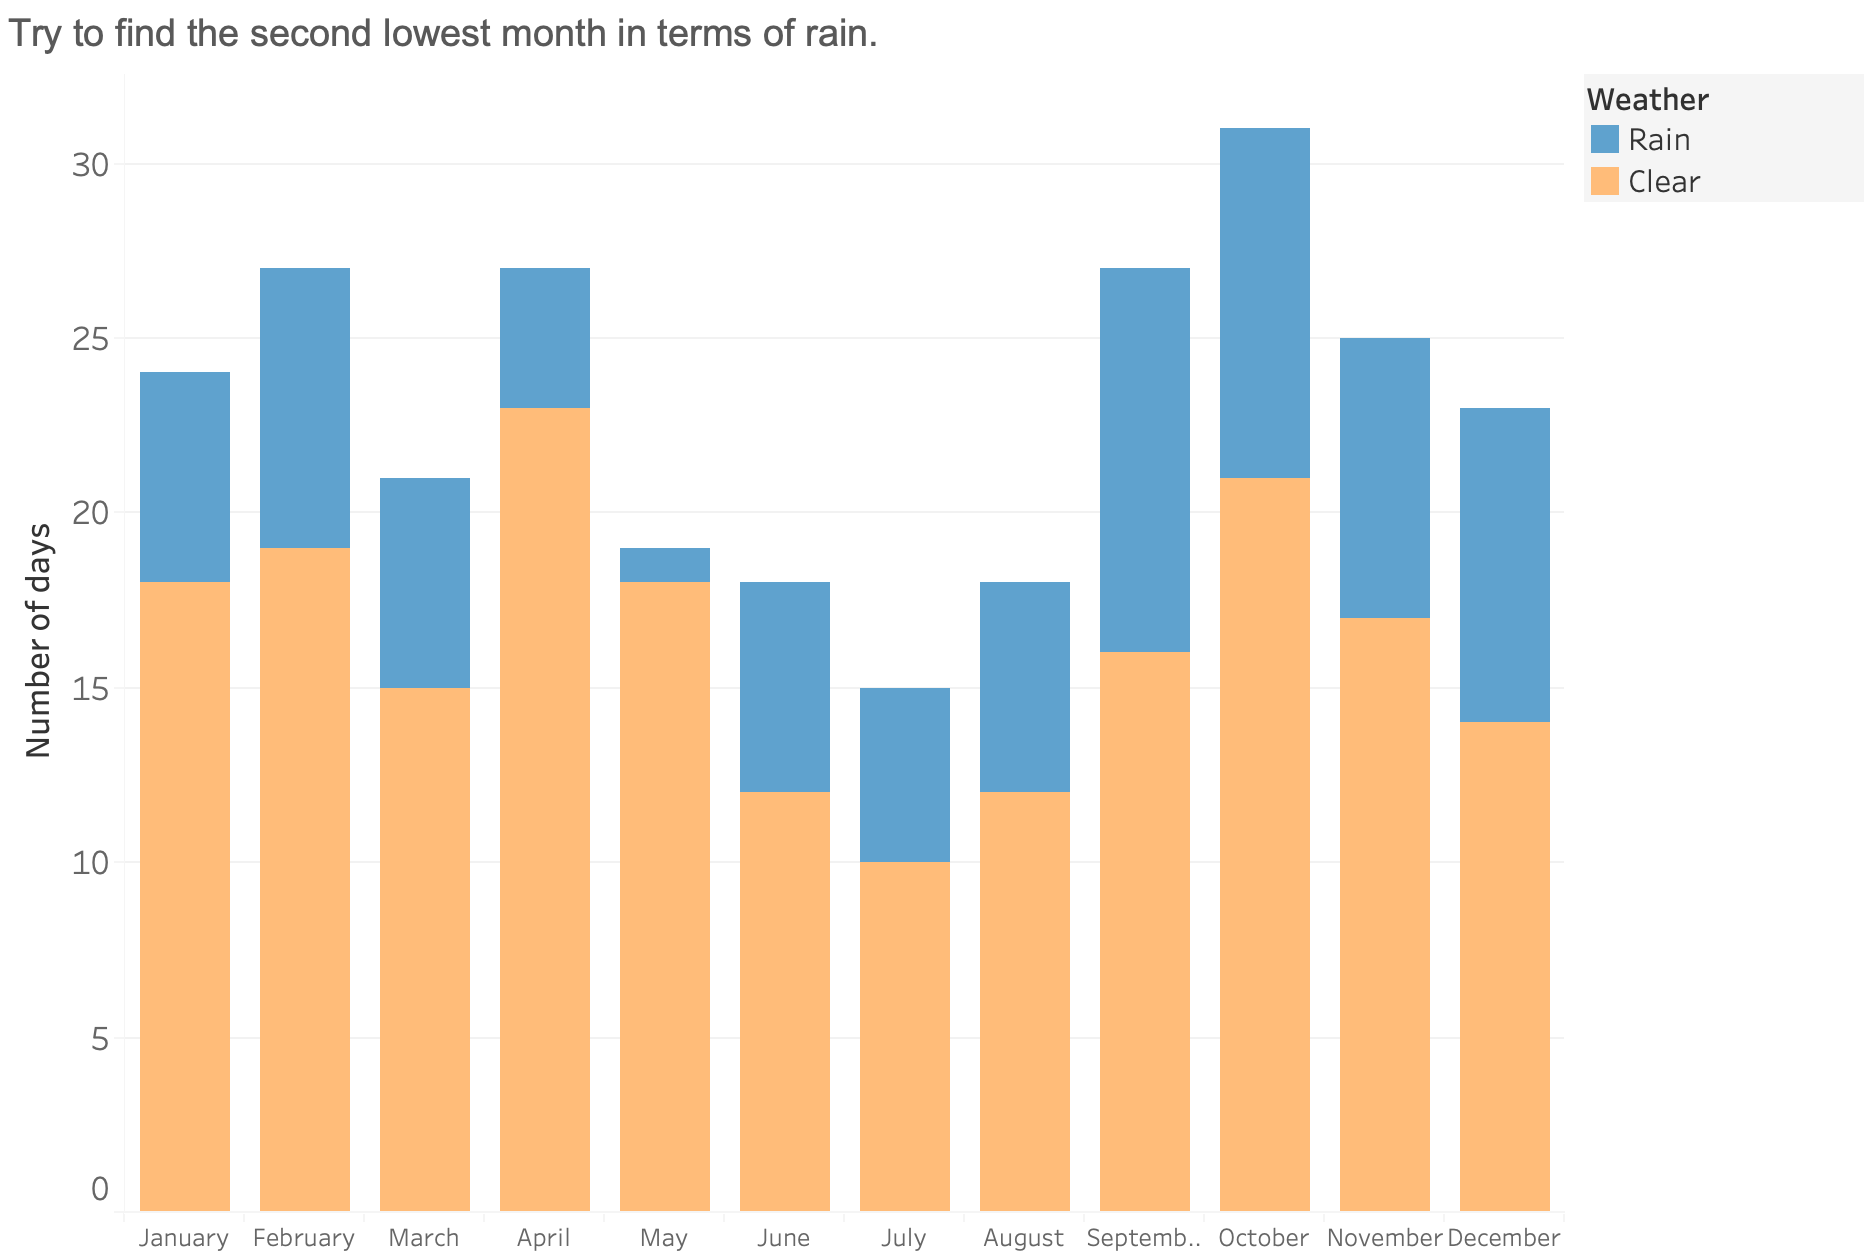 Try to find the second lowest month in terms of rain.
Weather
Rain
Clear
30
25
20
15
10
5
0
Number of days
January February March April May June July August Septemb.. October November December